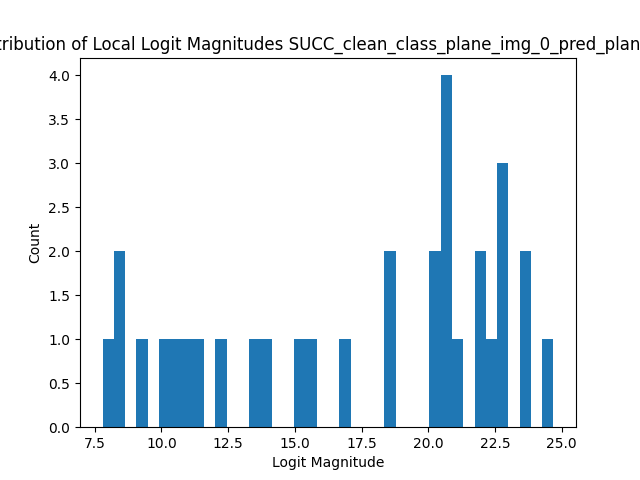 tribution of Local Logit Magnitudes SUCC_clean_class_plane_img_0_pred_plan
4.0
3.5
3.0
2.5
2.0
1.5
1.0
0.5
0.0
Count
7.5 10.0 12.5 15.0 17.5 20.0 22.5 25.0
Logit Magnitude